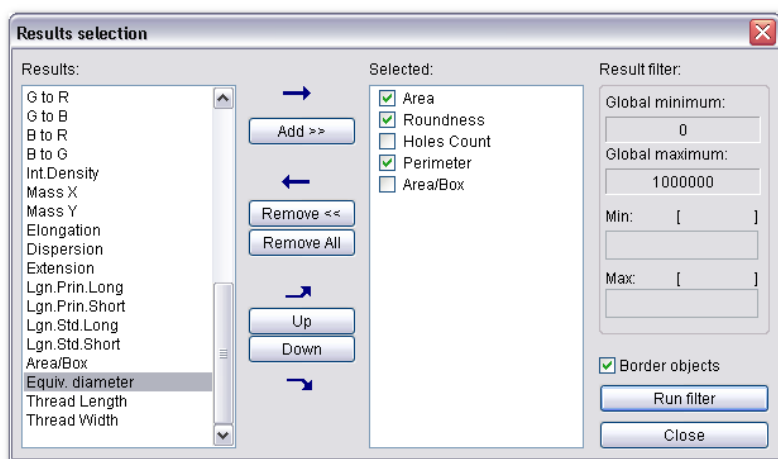 Results selection
Results:
G to R
G to B
B to R
B to G
Int.Density
Mass X
Mass Y
Elongation
Dispersion
Extension
Lgn.Prin.Long
Lgn.Prin.Short
Lgn.Std.Long
Lgn.Std.Short
Area/Box
Equiv. diameter
Thread Length
Thread Width
Add >>
Remove <<
Remove All
Up
Down
Selected:
Area
Roundness
Holes Count
Perimeter
Area/Box
Result filter:
Global minimum:
0
Global maximum:
1000000
Min: [ ]
Max: [ ]
Border objects
Run filter
Close